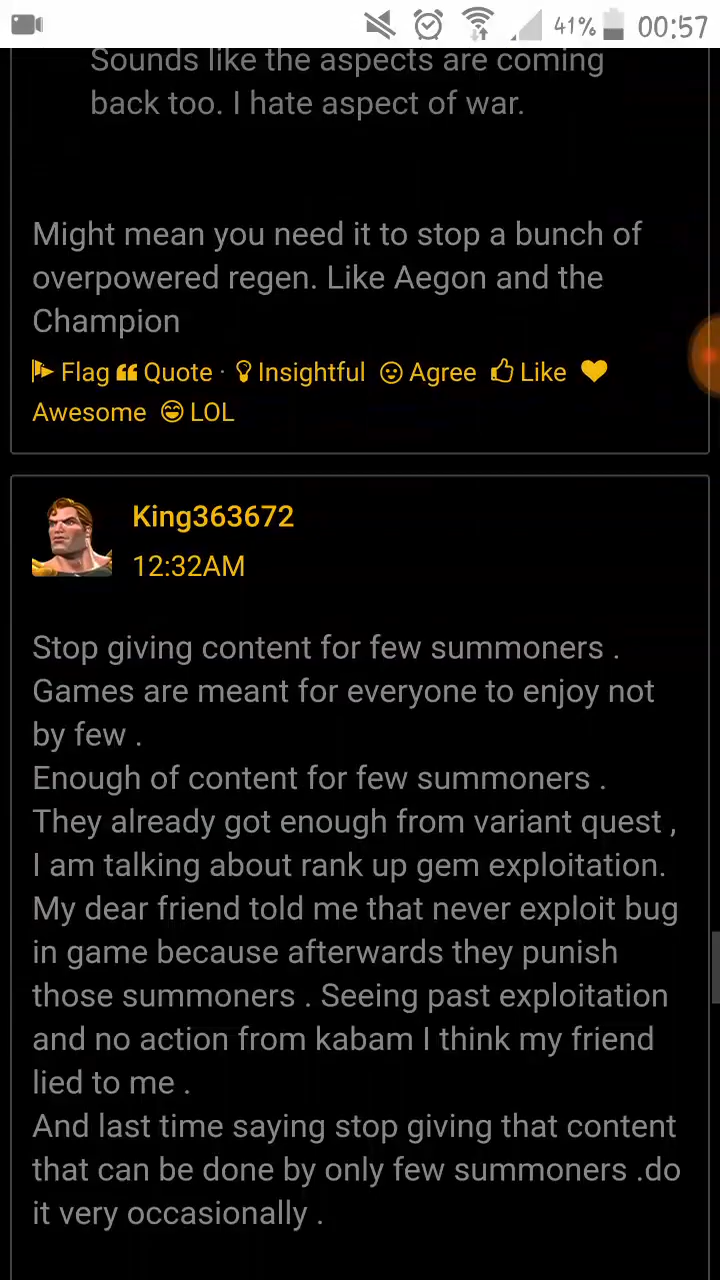 41% 00:57
Sounds like the aspects are coming
back too. I hate aspect of war.
Might mean you need it to stop a bunch of
overpowered regen. Like Aegon and the
Champion
Flag Quote · Insightful Agree Like
Awesome LOL
King363672
12:32AM
Stop giving content for few summoners .
Games are meant for everyone to enjoy not
by few .
Enough of content for few summoners .
They already got enough from variant quest ,
I am talking about rank up gem exploitation.
My dear friend told me that never exploit bug
in game because afterwards they punish
those summoners . Seeing past exploitation
and no action from kabam I think my friend
lied to me .
And last time saying stop giving that content
that can be done by only few summoners .do
it very occasionally .